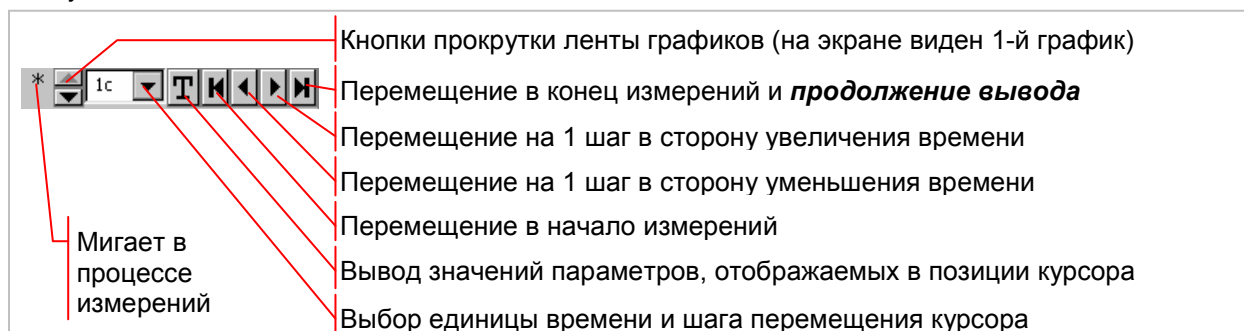 Кнопки прокрутки ленты графиков (на экране виден 1-й график)
* 1с T
Перемещение в конец измерений и продолжение вывода
Перемещение на 1 шаг в сторону увеличения времени
Перемещение на 1 шаг в сторону уменьшения времени
Перемещение в начало измерений
Мигает в
процессе
измерений
Вывод значений параметров, отображаемых в позиции курсора
Выбор единицы времени и шага перемещения курсора